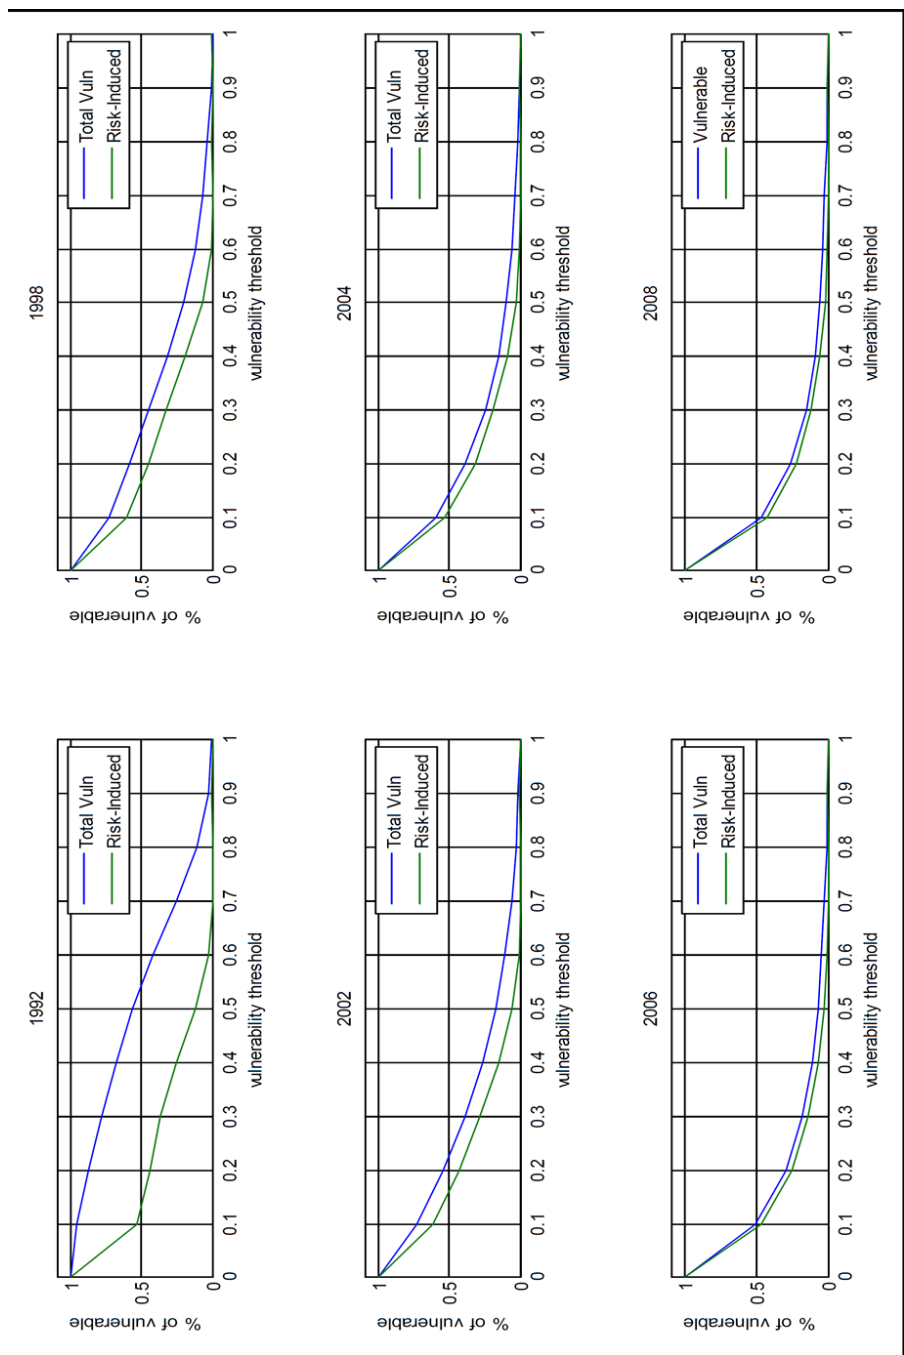 1992
% of vulnerable
1
0.5
0
Total Vuln
Risk-Induced
0 0.1 0.2 0.3 0.4 0.5 0.6 0.7 0.8 0.9 1
vulnerability threshold
1998
% of vulnerable
1
0.5
0
Total Vuln
Risk-Induced
0 0.1 0.2 0.3 0.4 0.5 0.6 0.7 0.8 0.9 1
vulnerability threshold
2002
% of vulnerable
1
0.5
0
Total Vuln
Risk-Induced
0 0.1 0.2 0.3 0.4 0.5 0.6 0.7 0.8 0.9 1
vulnerability threshold
2004
% of vulnerable
1
0.5
0
Total Vuln
Risk-Induced
0 0.1 0.2 0.3 0.4 0.5 0.6 0.7 0.8 0.9 1
vulnerability threshold
2006
% of vulnerable
1
0.5
0
Total Vuln
Risk-Induced
0 0.1 0.2 0.3 0.4 0.5 0.6 0.7 0.8 0.9 1
vulnerability threshold
2008
% of vulnerable
1
0.5
0
Vulnerable
Risk-Induced
0 0.1 0.2 0.3 0.4 0.5 0.6 0.7 0.8 0.9 1
vulnerability threshold